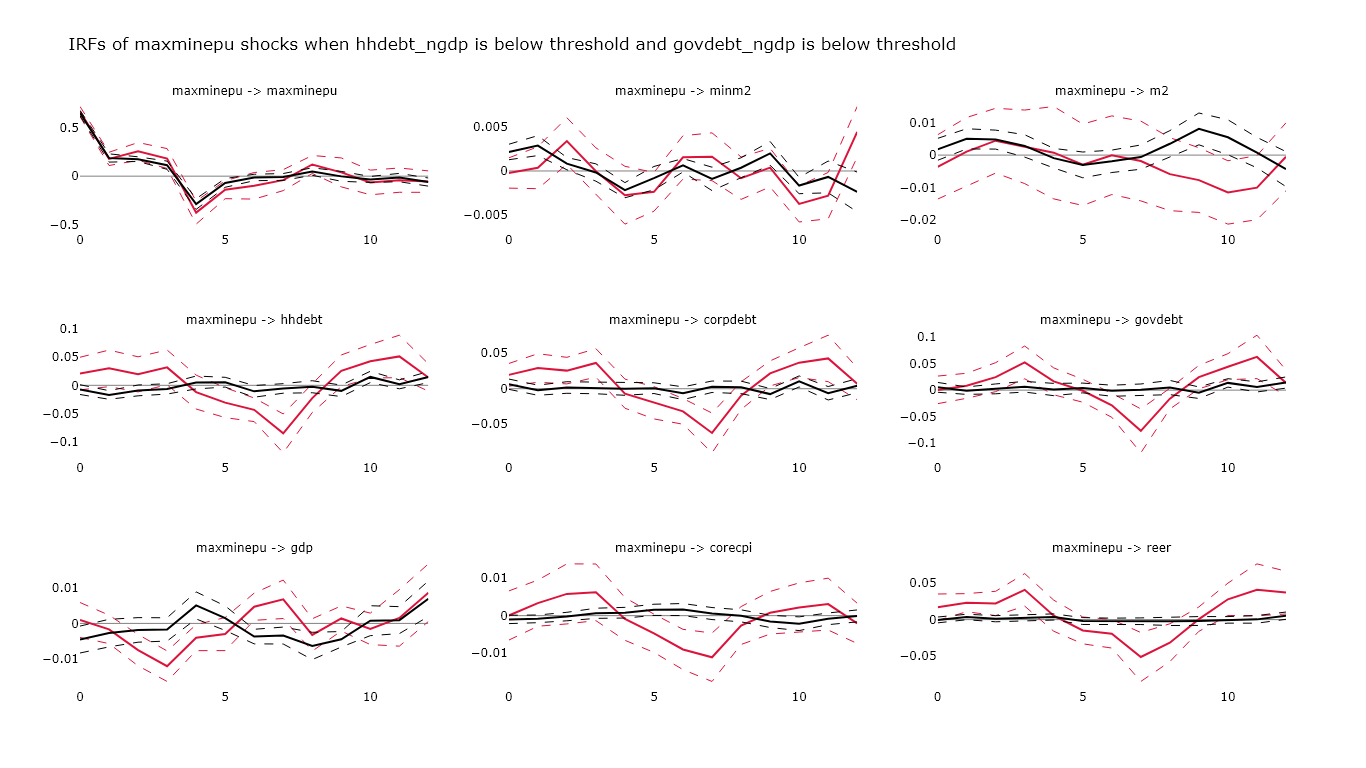 IRFs of maxminepu shocks when hhdebt_ngdp is below threshold and govdebt_ngdp is below threshold
maxminepu -> maxminepu
0.5
0
−0.5
0 5 10
maxminepu -> minm2
0.005
0
−0.005
0 5 10
maxminepu -> m2
0.01
0
−0.01
−0.02
0 5 10
maxminepu -> hhdebt
0.1
0.05
0
−0.05
−0.1
0 5 10
maxminepu -> corpdebt
0.05
0
−0.05
0 5 10
maxminepu -> govdebt
0.1
0.05
0
−0.05
−0.1
0 5 10
maxminepu -> gdp
0.01
0
−0.01
0 5 10
maxminepu -> corecpi
0.01
0
−0.01
0 5 10
maxminepu -> reer
0.05
0
−0.05
0 5 10